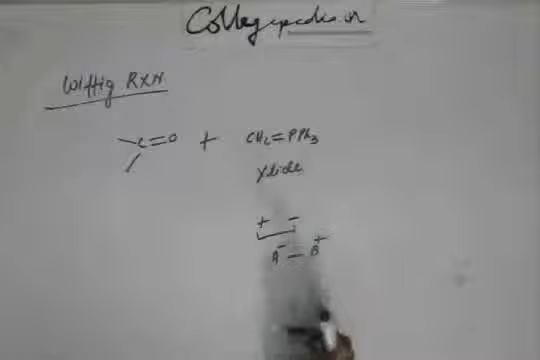 Collegepedia.in
Wittig RXN
C=O + CH2=PPh3
Ylide
+ -
A⁻ — B⁺